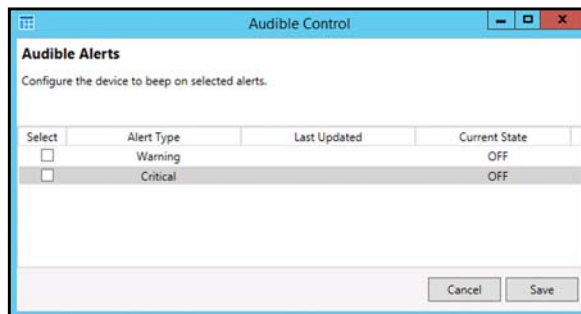 Audible Control
Audible Alerts
Configure the device to beep on selected alerts.
Select Alert Type Last Updated Current State
Warning OFF
Critical OFF
Cancel Save